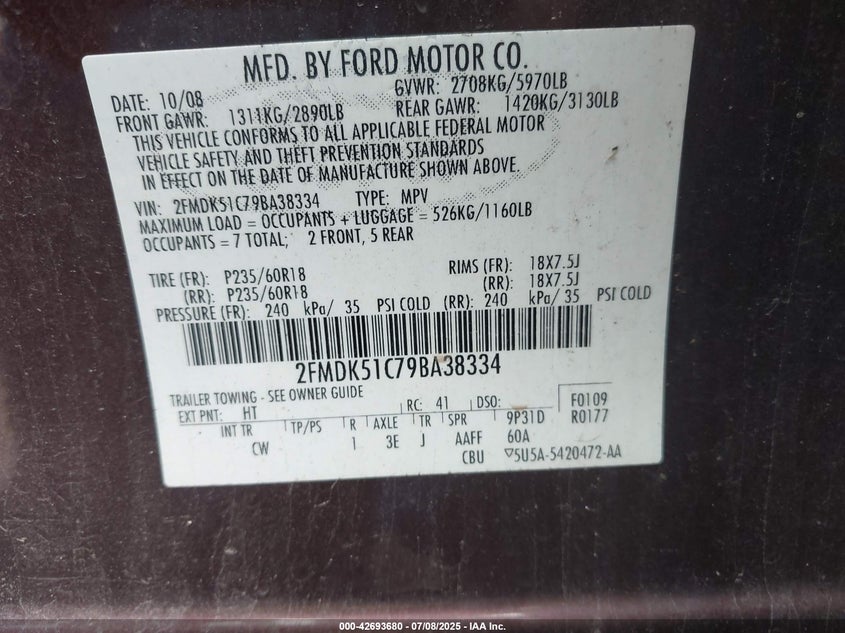 MFD. BY FORD MOTOR CO.
DATE: 10/08 GVWR: 2708KG/5970LB
FRONT GAWR: 1311KG/2890LB REAR GAWR: 1420KG/3130LB
THIS VEHICLE CONFORMS TO ALL APPLICABLE FEDERAL MOTOR
VEHICLE SAFETY AND THEFT PREVENTION STANDARDS
IN EFFECT ON THE DATE OF MANUFACTURE SHOWN ABOVE.
VIN: 2FMDK51C79BA38334 TYPE: MPV
MAXIMUM LOAD = OCCUPANTS + LUGGAGE = 526KG/1160LB
OCCUPANTS = 7 TOTAL; 2 FRONT, 5 REAR
TIRE (FR): P235/60R18 RIMS (FR): 18X7.5J
(RR): P235/60R18 (RR): 18X7.5J
PRESSURE (FR): 240 kPa/ 35 PSI COLD (RR): 240 kPa/ 35 PSI COLD
2FMDK51C79BA38334
TRAILER TOWING - SEE OWNER GUIDE
EXT PNT: HT RC: 41 DSO: F0109
INT TR TP/PS R AXLE TR SPR 9P31D R0177
CW 1 3E J AAFF 60A
CBU ▽5U5A-5420472-AA
000-42693680 - 07/08/2025 - IAA Inc.